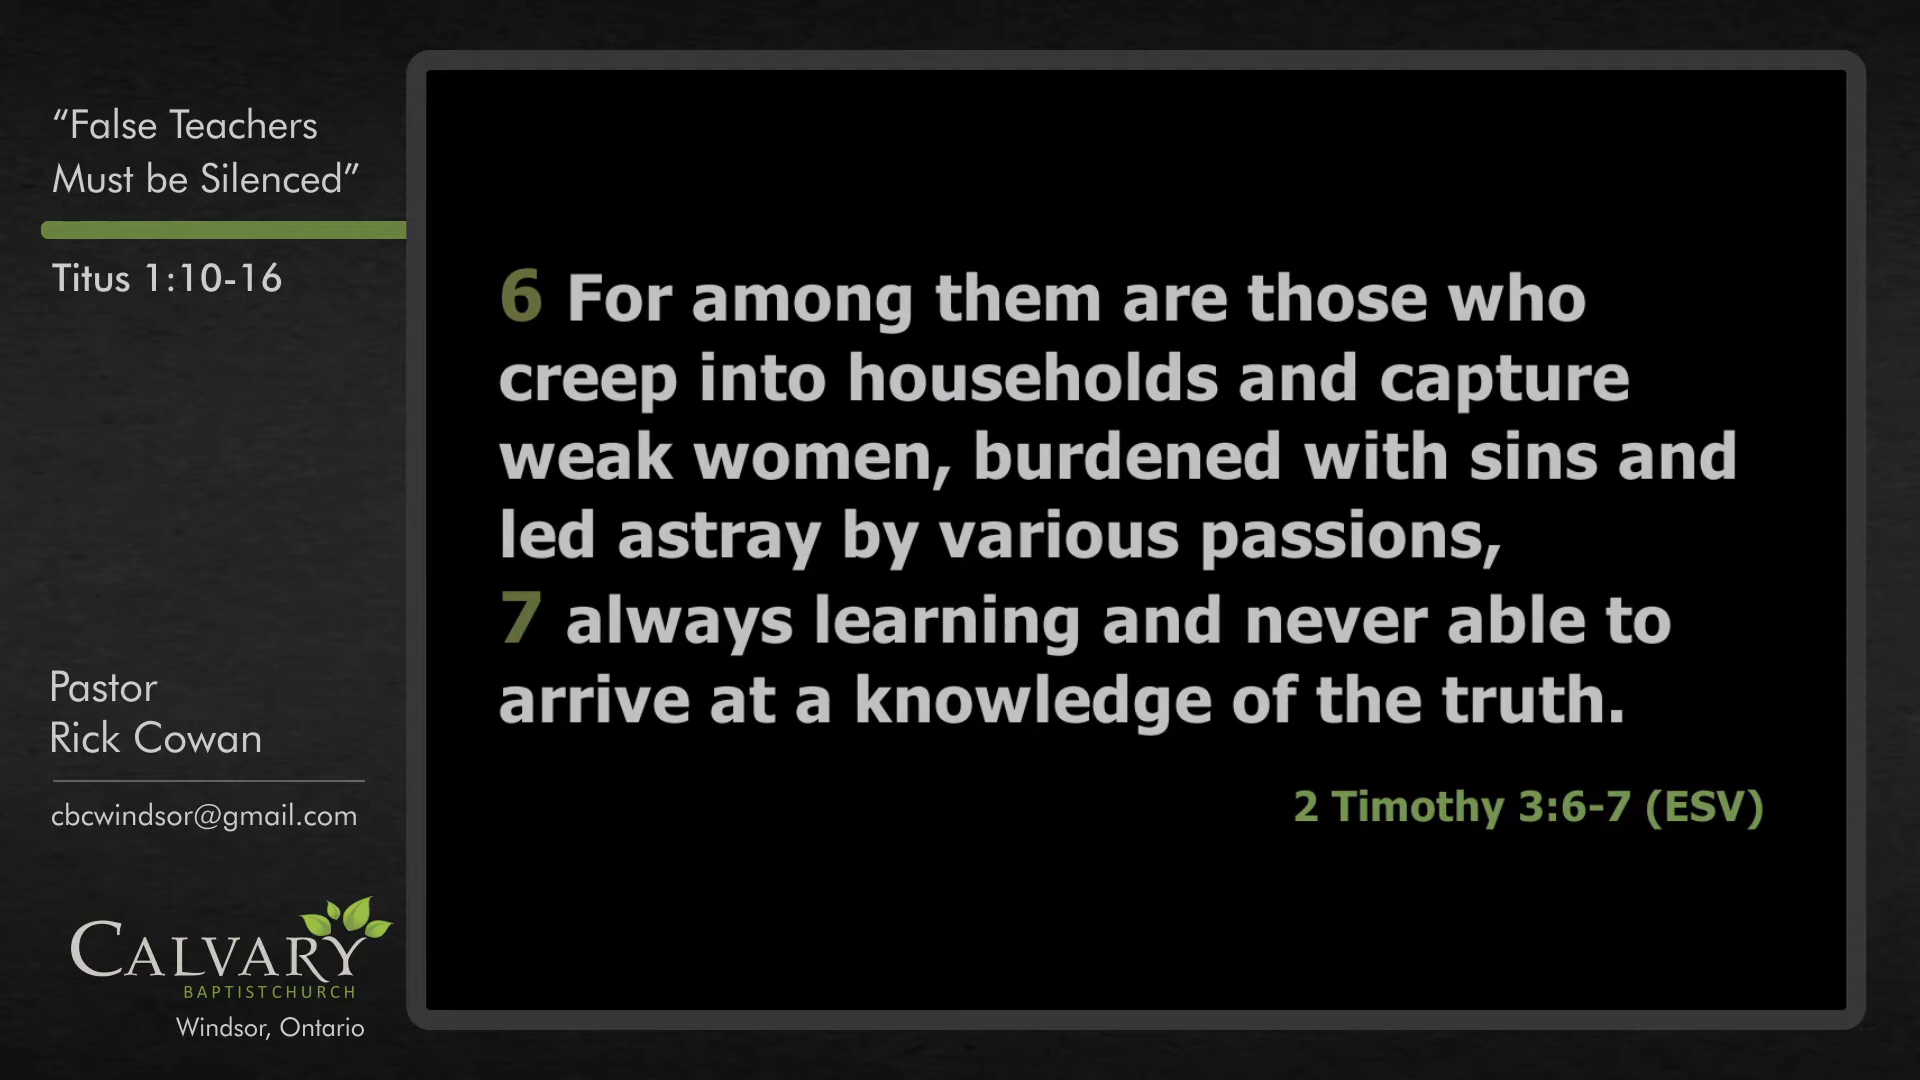 “False Teachers
Must be Silenced”
Titus 1:10-16
6 For among them are those who
creep into households and capture
weak women, burdened with sins and
led astray by various passions,
7 always learning and never able to
arrive at a knowledge of the truth.
2 Timothy 3:6-7 (ESV)
Pastor
Rick Cowan
cbcwindsor@gmail.com
CALVARY
BAPTISTCHURCH
Windsor, Ontario